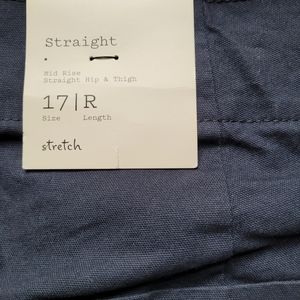 Straight
Mid Rise
Straight Hip & Thigh
17|R
Size Length
stretch